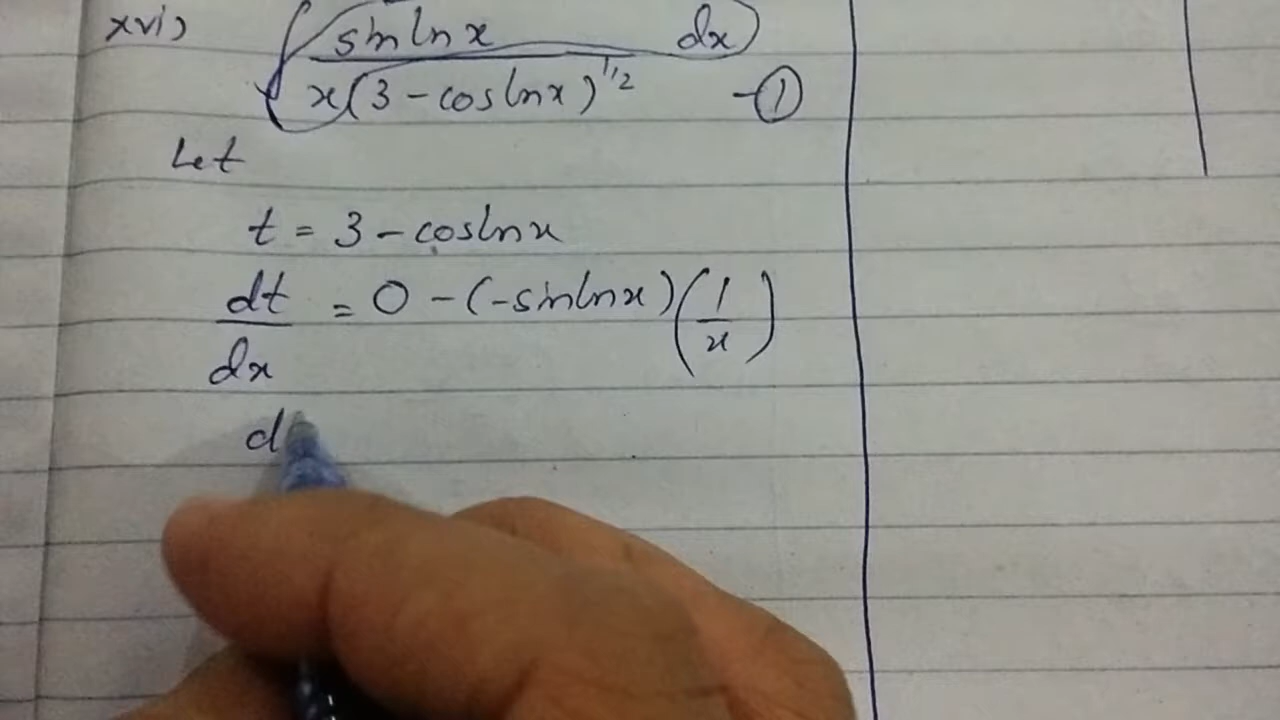 xvi) ∫ sin ln x dx
x(3 - cos ln x)^1/2 - ①
Let
t = 3 - cos ln x
dt = 0 - (-sin ln x)(1/x)
dx
d